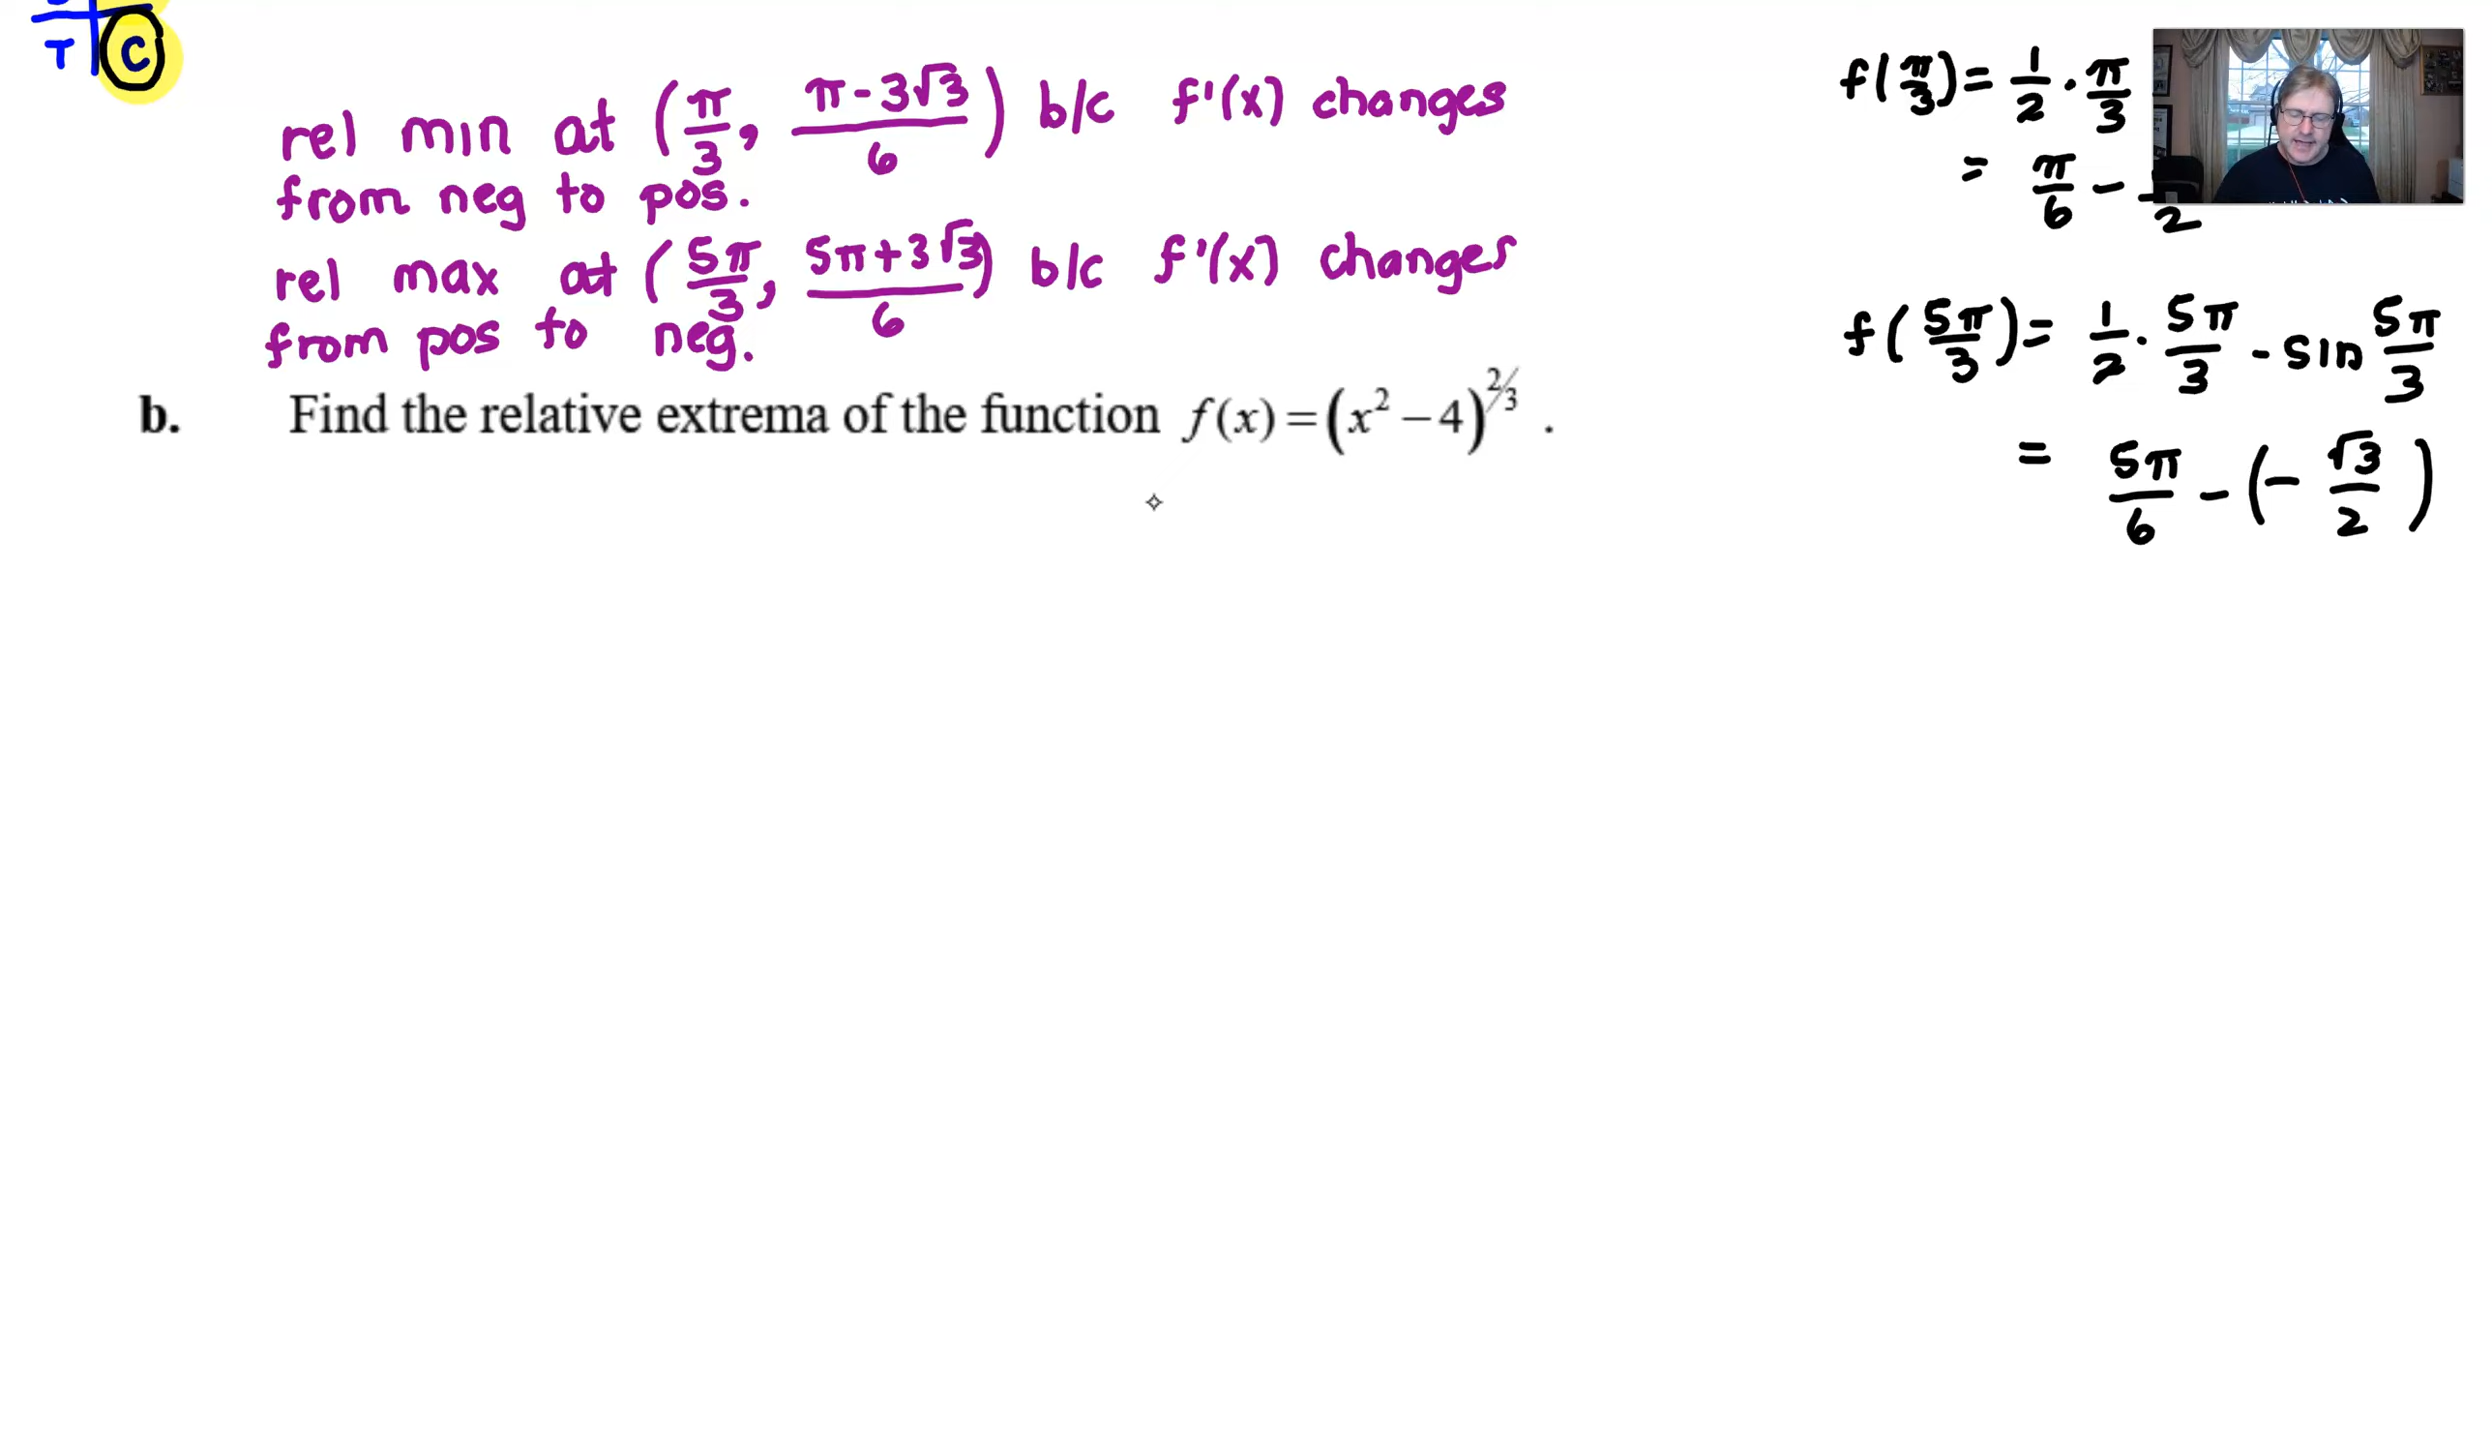 T C
rel min at (π/3, (π-3√3)/6) b/c f'(x) changes
from neg to pos.
rel max at (5π/3, (5π+3√3)/6) b/c f'(x) changes
from pos to neg.
b. Find the relative extrema of the function f(x) = (x² − 4)^(2/3) .
f(π/3) = 1/2 · π/3
= π/6 −  /2
f(5π/3) = 1/2 · 5π/3 - sin 5π/3
= 5π/6 - (- √3/2)